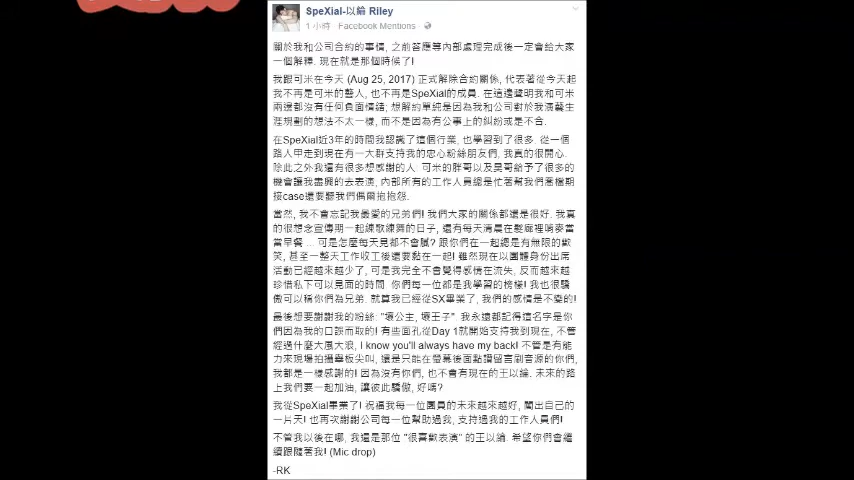 SpeXial-以綸 Riley
1 小時 · Facebook Mentions ·
關於我和公司合約的事情, 之前答應等內部處理完成後一定會給大家
一個解釋. 現在就是那個時候了!
我跟可米在今天 (Aug 25, 2017) 正式解除合約關係, 代表著從今天起
我不再是可米的藝人, 也不再是SpeXial的成員. 在這邊聲明我和可米
兩邊都沒有任何負面情緒; 想解約單純是因為我和公司對於我演藝生
涯規劃的想法不太一樣, 而不是因為有公事上的糾紛或是不合.
在SpeXial近3年的時間我認識了這個行業, 也學習到了很多. 從一個
路人甲走到現在有一大群支持我的忠心粉絲朋友們, 我真的很開心.
除此之外我還有很多想感謝的人. 可米的胖哥以及昊哥給予了很多的
機會讓我盡興的去表演, 內部所有的工作人員總是忙著幫我們喬檔期
接case還要聽我們偶爾抱抱怨.
當然, 我不會忘記我最愛的兄弟們! 我們大家的關係都還是很好. 我真
的很想念宣傳期一起練歌練舞的日子, 還有每天清晨在髮廊裡啃麥當
當早餐 ... 可是怎麼每天見都不會膩? 跟你們在一起總是有無限的歡
笑, 甚至一整天工作收工後還要黏在一起! 雖然現在以團體身份出席
活動已經越來越少了, 可是我完全不會覺得感情在流失, 反而越來越
珍惜私下可以見面的時間. 你們每一位都是我學習的榜樣! 我也很驕
傲可以稱你們為兄弟. 就算我已經從SX畢業了, 我們的感情是不變的!
最後想要謝謝我的粉絲: "壞公主, 壞王子". 我永遠都記得這名字是你
們因為我的口誤而取的! 有些面孔從Day 1就開始支持我到現在, 不管
經過什麼大風大浪, I know you'll always have my back! 不管是有能
力來現場拍攝舉板尖叫, 還是只能在螢幕後面點讚留言刷音源的你們,
我都是一樣感謝的! 因為沒有你們, 也不會有現在的王以綸. 未來的路
上我們要一起加油, 讓彼此驕傲, 好嗎?
我從SpeXial畢業了! 祝福我每一位團員的未來越來越好, 闖出自己的
一片天! 也再次謝謝公司每一位幫助過我, 支持過我的工作人員們!
不管我以後在哪, 我還是那位 "很喜歡表演" 的王以綸. 希望你們會繼
續跟隨著我! (Mic drop)
-RK